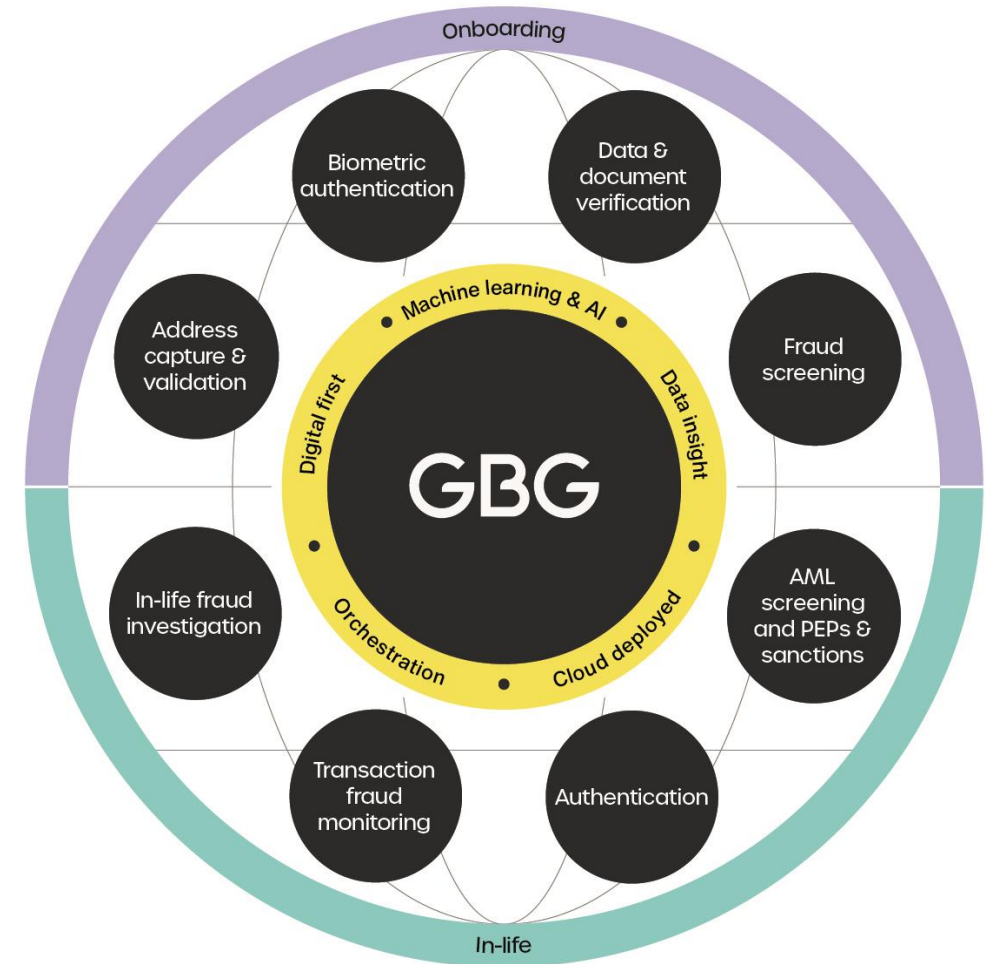 Onboarding
Biometric
authentication
Data &
document
verification
Address
capture &
validation
Fraud
screening
Machine learning & AI
Digital first
Data insight
GBG
Orchestration
Cloud deployed
In-life fraud
investigation
AML
screening
and PEPs &
sanctions
Transaction
fraud
monitoring
Authentication
In-life